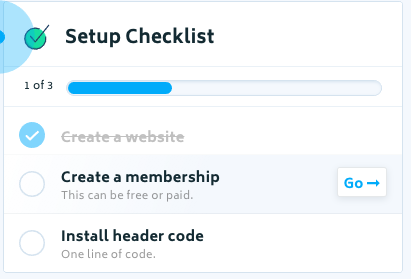 Setup Checklist
1 of 3
Create a website
Create a membership
This can be free or paid.
Go →
Install header code
One line of code.